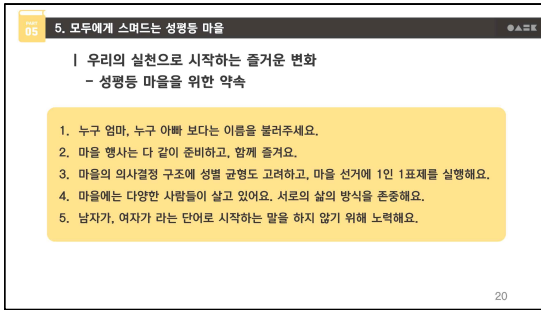 05
5. 모두에게 스며드는 성평등 마을
| 우리의 실천으로 시작하는 즐거운 변화
- 성평등 마을을 위한 약속
1. 누구 엄마, 누구 아빠 보다는 이름을 불러주세요.
2. 마을 행사는 다 같이 준비하고, 함께 즐겨요.
3. 마을의 의사결정 구조에 성별 균형도 고려하고, 마을 선거에 1인 1표제를 실행해요.
4. 마을에는 다양한 사람들이 살고 있어요. 서로의 삶의 방식을 존중해요.
5. 남자가, 여자가 라는 단어로 시작하는 말을 하지 않기 위해 노력해요.
20